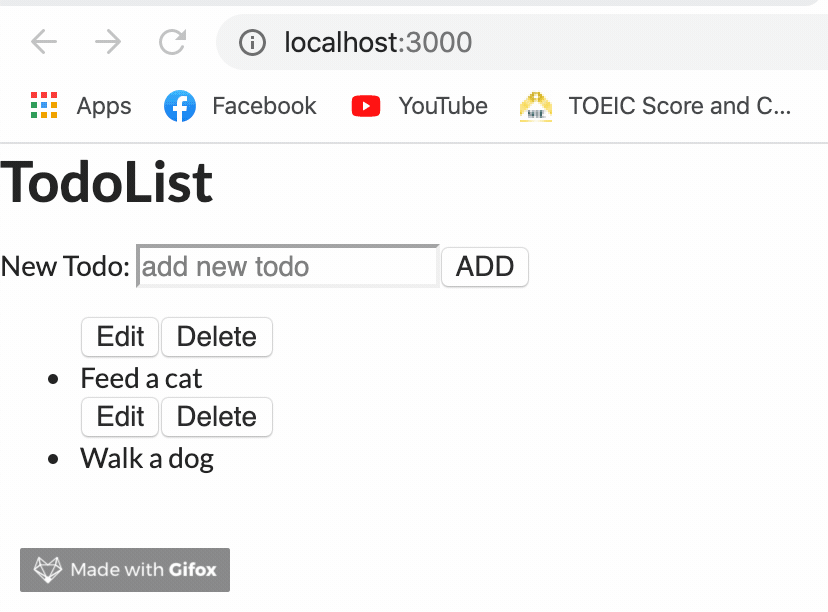 localhost:3000
Apps Facebook YouTube TOEIC Score and C...
TodoList
New Todo: add new todo ADD
Edit Delete
• Feed a cat
Edit Delete
• Walk a dog
Made with Gifox